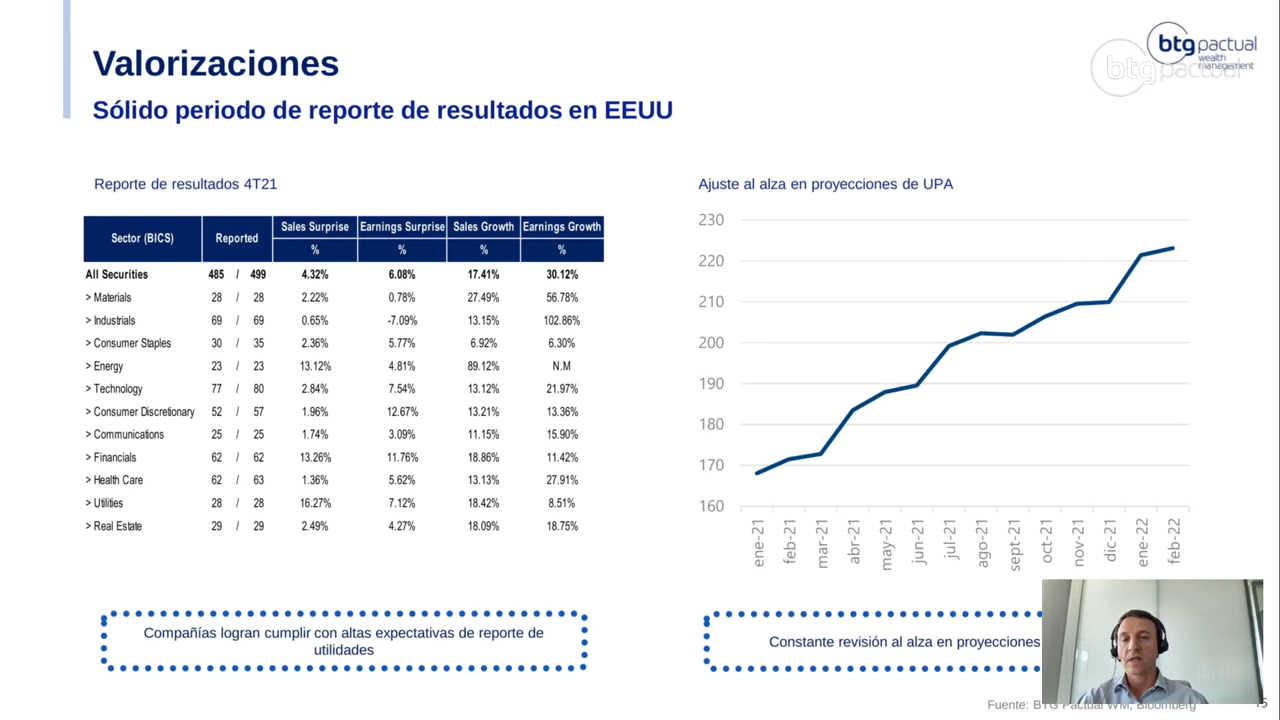 Valorizaciones
Sólido periodo de reporte de resultados en EEUU
btg pactual
wealth
management
btg pactual
Reporte de resultados 4T21
Sector (BICS) Reported Sales Surprise Earnings Surprise Sales Growth Earnings Growth
% % % %
All Securities 485 / 499 4.32% 6.08% 17.41% 30.12%
> Materials 28 / 28 2.22% 0.78% 27.49% 56.78%
> Industrials 69 / 69 0.65% -7.09% 13.15% 102.86%
> Consumer Staples 30 / 35 2.36% 5.77% 6.92% 6.30%
> Energy 23 / 23 13.12% 4.81% 89.12% N.M
> Technology 77 / 80 2.84% 7.54% 13.12% 21.97%
> Consumer Discretionary 52 / 57 1.96% 12.67% 13.21% 13.36%
> Communications 25 / 25 1.74% 3.09% 11.15% 15.90%
> Financials 62 / 62 13.26% 11.76% 18.86% 11.42%
> Health Care 62 / 63 1.36% 5.62% 13.13% 27.91%
> Utilities 28 / 28 16.27% 7.12% 18.42% 8.51%
> Real Estate 29 / 29 2.49% 4.27% 18.09% 18.75%
Compañías logran cumplir con altas expectativas de reporte de
utilidades
Ajuste al alza en proyecciones de UPA
230
220
210
200
190
180
170
160
ene-21 feb-21 mar-21 abr-21 may-21 jun-21 jul-21 ago-21 sept-21 oct-21 nov-21 dic-21 ene-22 feb-22
Constante revisión al alza en proyecciones
Fuente: BTG Pactual WM, Bloomberg